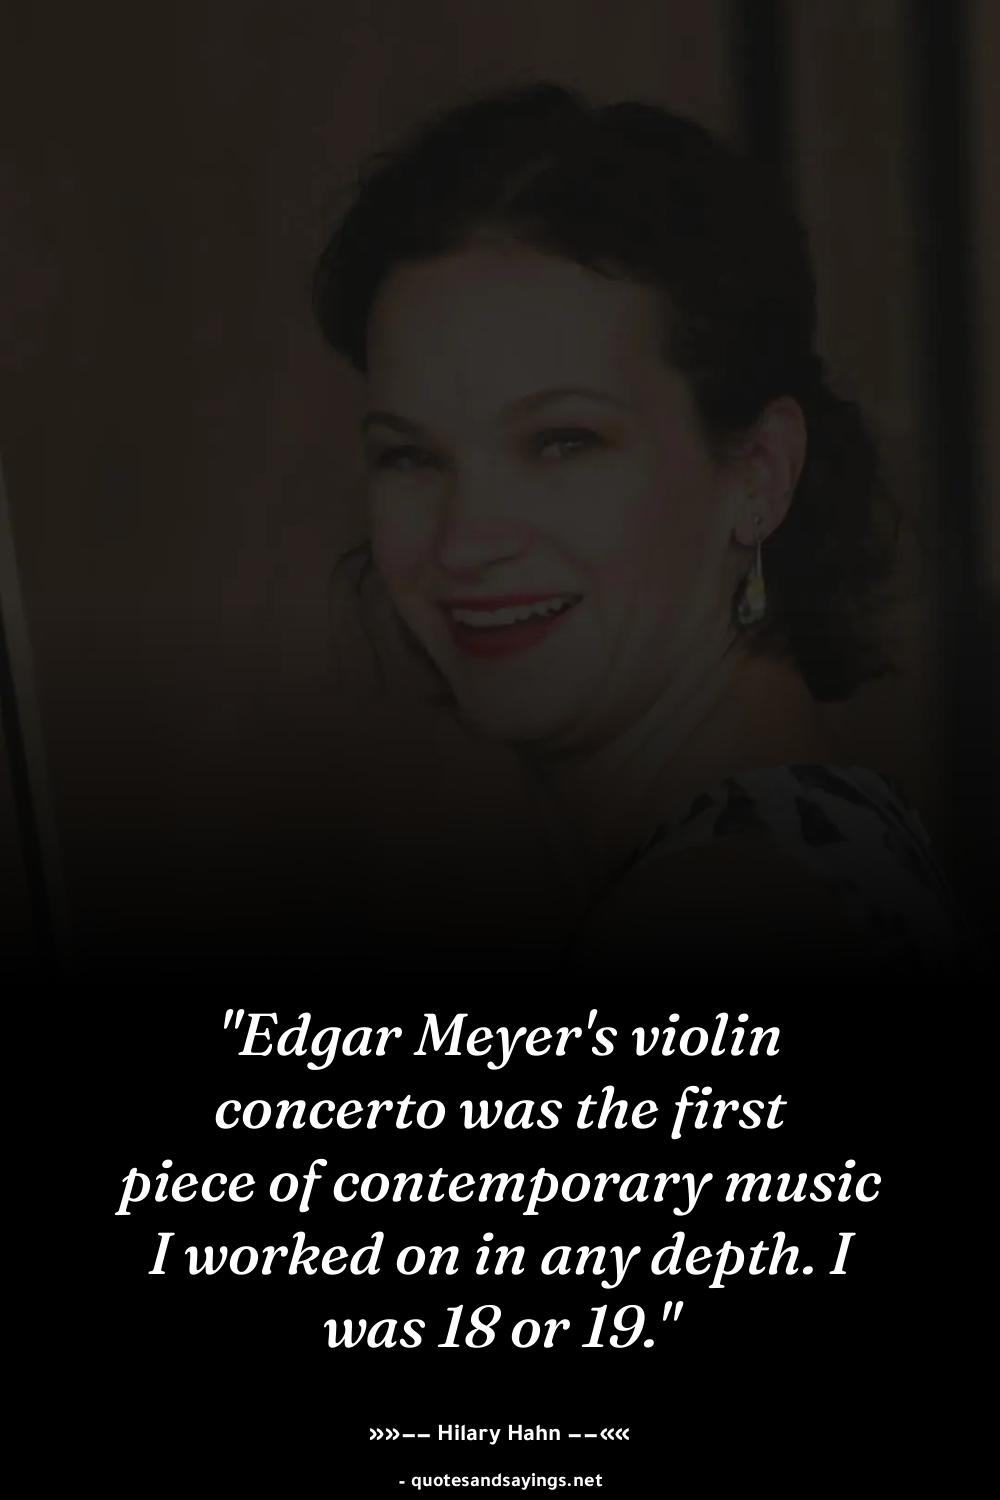 "Edgar Meyer's violin
concerto was the first
piece of contemporary music
I worked on in any depth. I
was 18 or 19."
»»−− Hilary Hahn −−««
- quotesandsayings.net